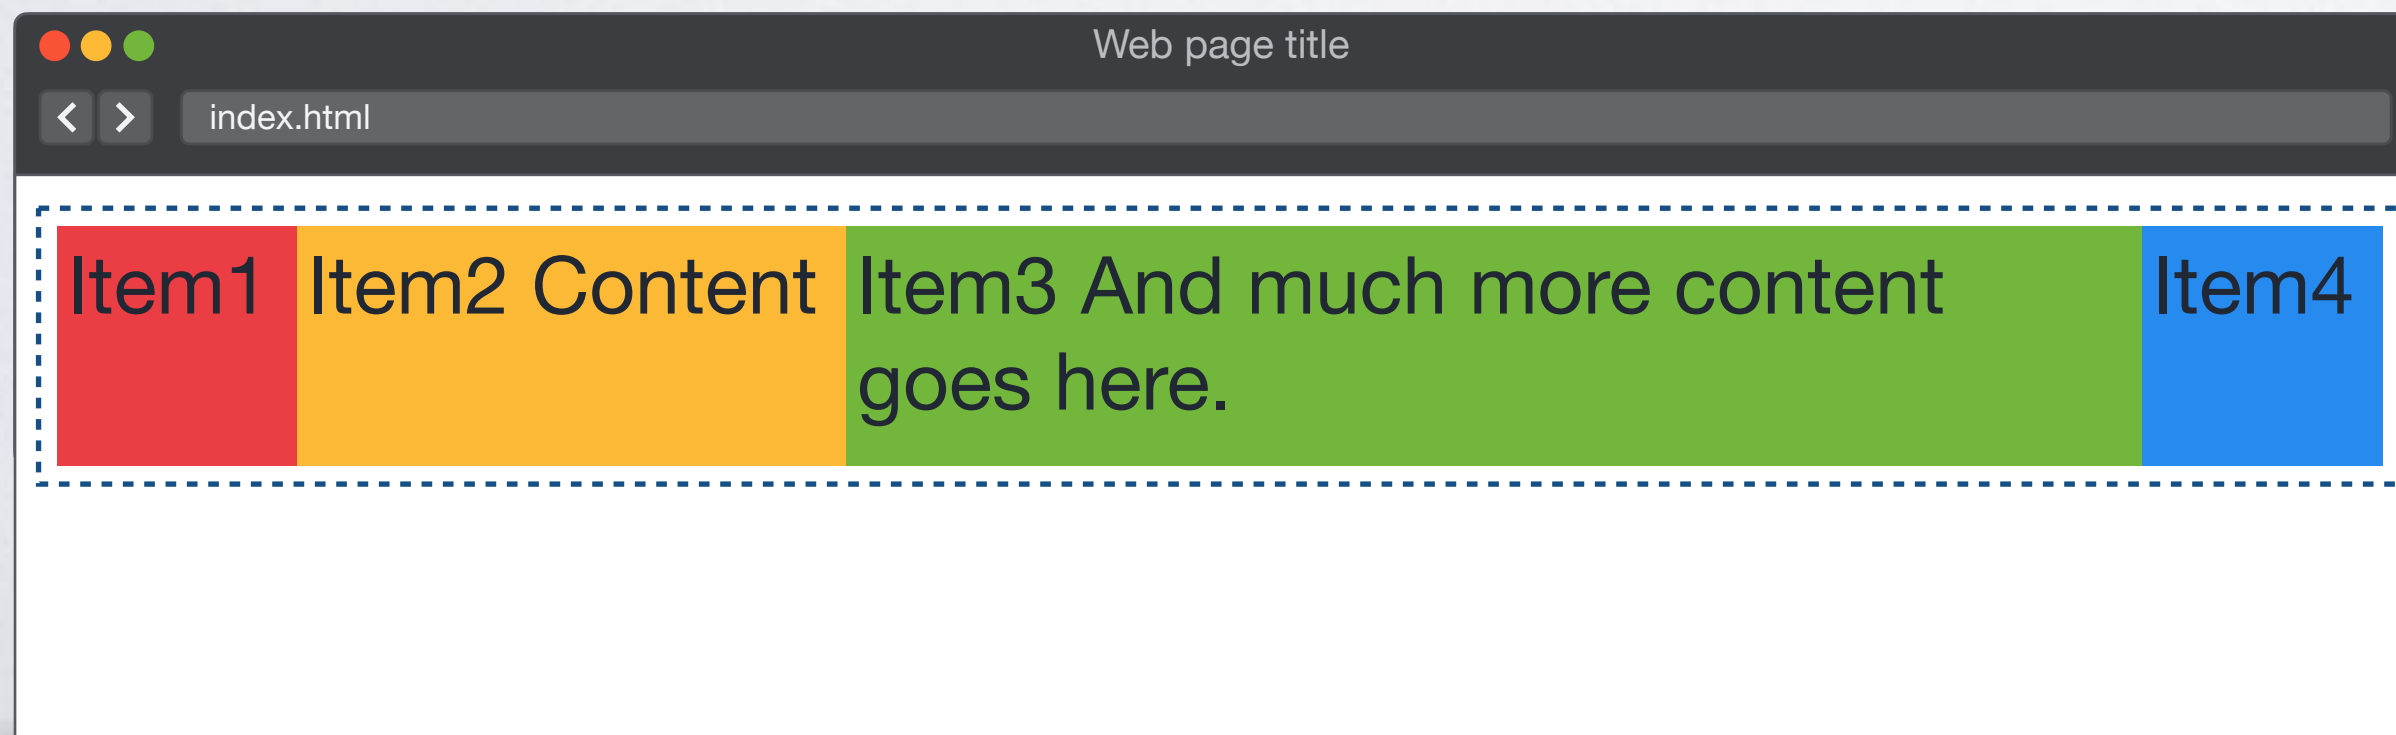 Web page title
index.html
Item1
Item2 Content
Item3 And much more content
goes here.
Item4